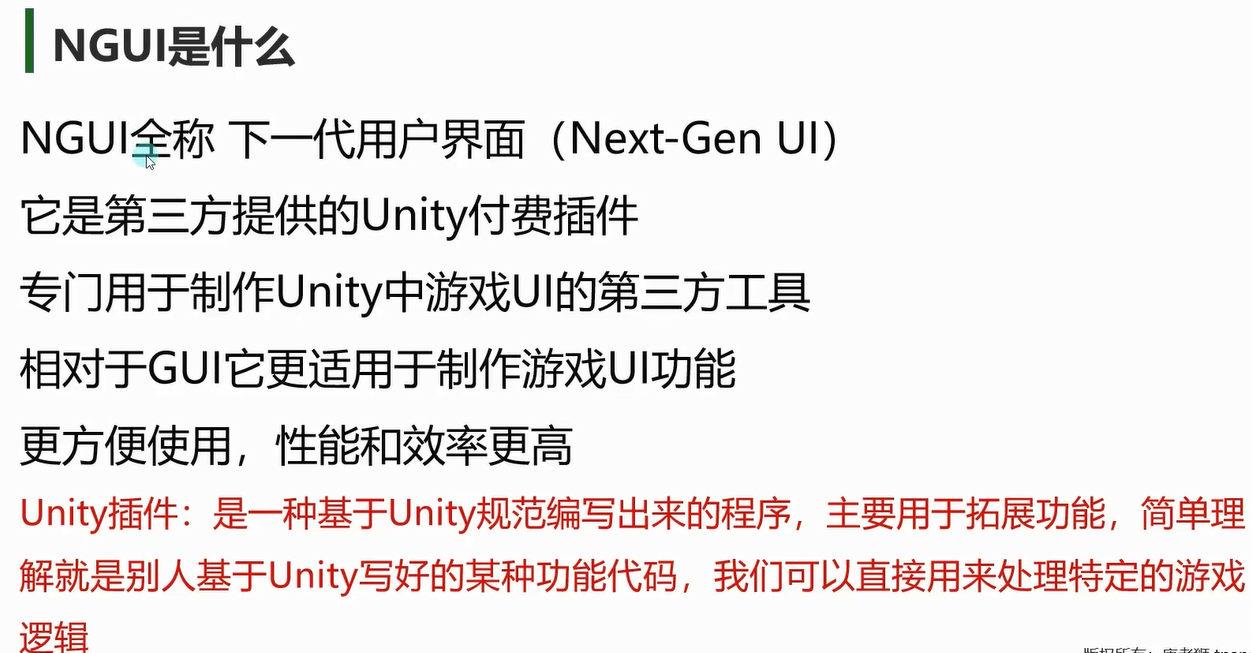 NGUI是什么
NGUI全称 下一代用户界面（Next-Gen UI）
它是第三方提供的Unity付费插件
专门用于制作Unity中游戏UI的第三方工具
相对于GUI它更适用于制作游戏UI功能
更方便使用，性能和效率更高
Unity插件：是一种基于Unity规范编写出来的程序，主要用于拓展功能，简单理
解就是别人基于Unity写好的某种功能代码，我们可以直接用来处理特定的游戏
逻辑